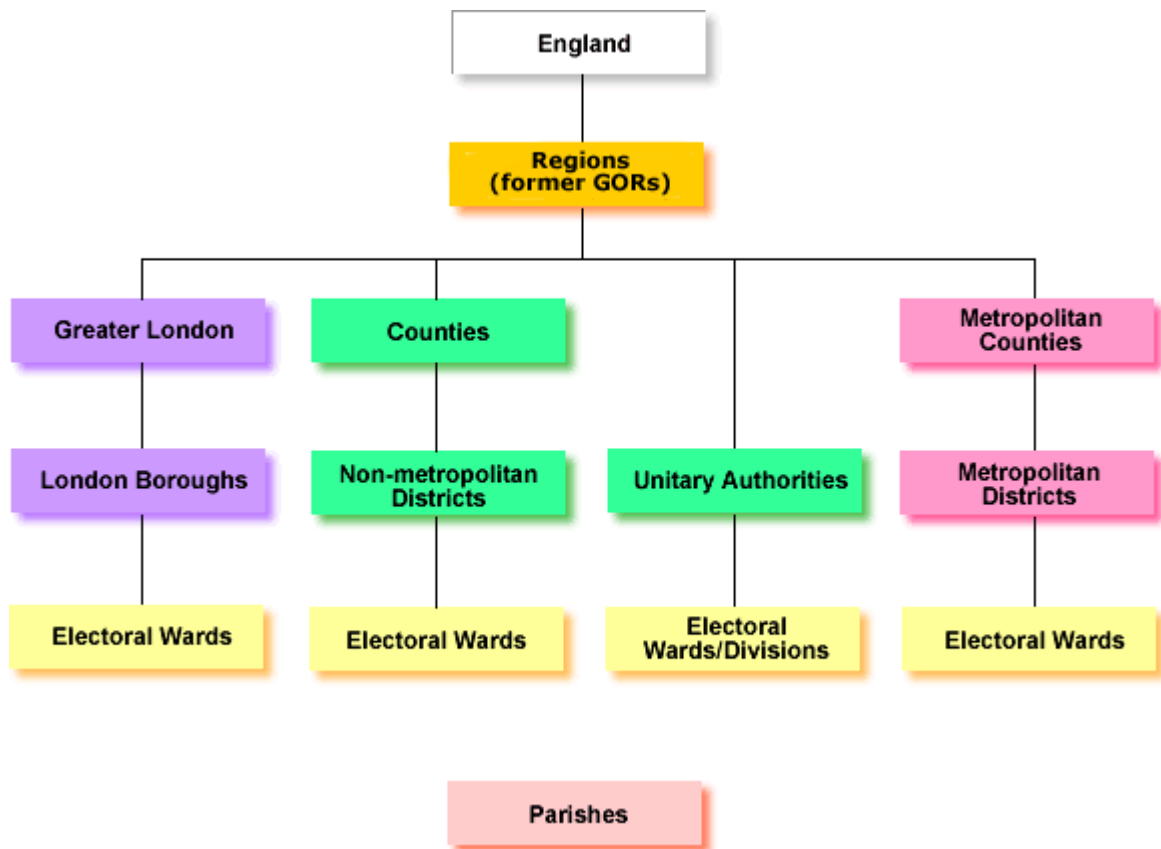 England
Regions
(former GORs)
Greater London
Counties
Metropolitan
Counties
London Boroughs
Non-metropolitan
Districts
Unitary Authorities
Metropolitan
Districts
Electoral Wards
Electoral Wards
Electoral
Wards/Divisions
Electoral Wards
Parishes